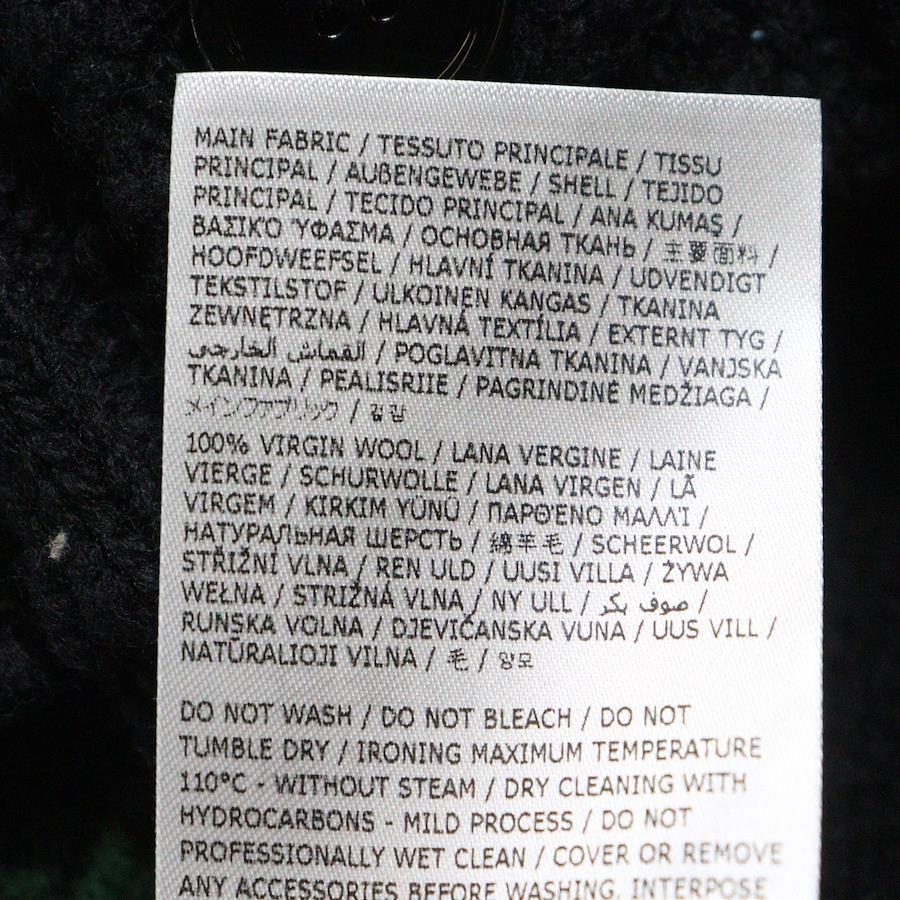 MAIN FABRIC / TESSUTO PRINCIPALE / TISSU
PRINCIPAL / AUßENGEWEBE / SHELL / TEJIDO
PRINCIPAL / TECIDO PRINCIPAL / ANA KUMAŞ /
ΒΑΣΙΚΌ ΎΦΑΣΜΑ / ОСНОВНАЯ ТКАНЬ / 主要面料 /
HOOFDWEEFSEL / HLAVNÍ TKANINA / UDVENDIGT
TEKSTILSTOF / ULKOINEN KANGAS / TKANINA
ZEWNĘTRZNA / HLAVNÁ TEXTÍLIA / EXTERNT TYG /
القماش الخارجي / POGLAVITNA TKANINA / VANJSKA
TKANINA / PEALISRIIE / PAGRINDINĖ MEDŽIAGA /
メインファブリック / 겉감
100% VIRGIN WOOL / LANA VERGINE / LAINE
VIERGE / SCHURWOLLE / LANA VIRGEN / LÃ
VIRGEM / KIRKIM YÜNÜ / ΠΑΡΘΈΝΟ ΜΑΛΛΊ /
НАТУРАЛЬНАЯ ШЕРСТЬ / 綿羊毛 / SCHEERWOL /
STŘIŽNÍ VLNA / REN ULD / UUSI VILLA / ŻYWA
WEŁNA / STRIŽNÁ VLNA / NY ULL / صوف بكر /
RUNSKA VOLNA / DJEVIČANSKA VUNA / UUS VILL /
NATŪRALIOJI VILNA / 毛 / 양모
DO NOT WASH / DO NOT BLEACH / DO NOT
TUMBLE DRY / IRONING MAXIMUM TEMPERATURE
110°C - WITHOUT STEAM / DRY CLEANING WITH
HYDROCARBONS - MILD PROCESS / DO NOT
PROFESSIONALLY WET CLEAN / COVER OR REMOVE
ANY ACCESSORIES BEFORE WASHING. INTERPOSE